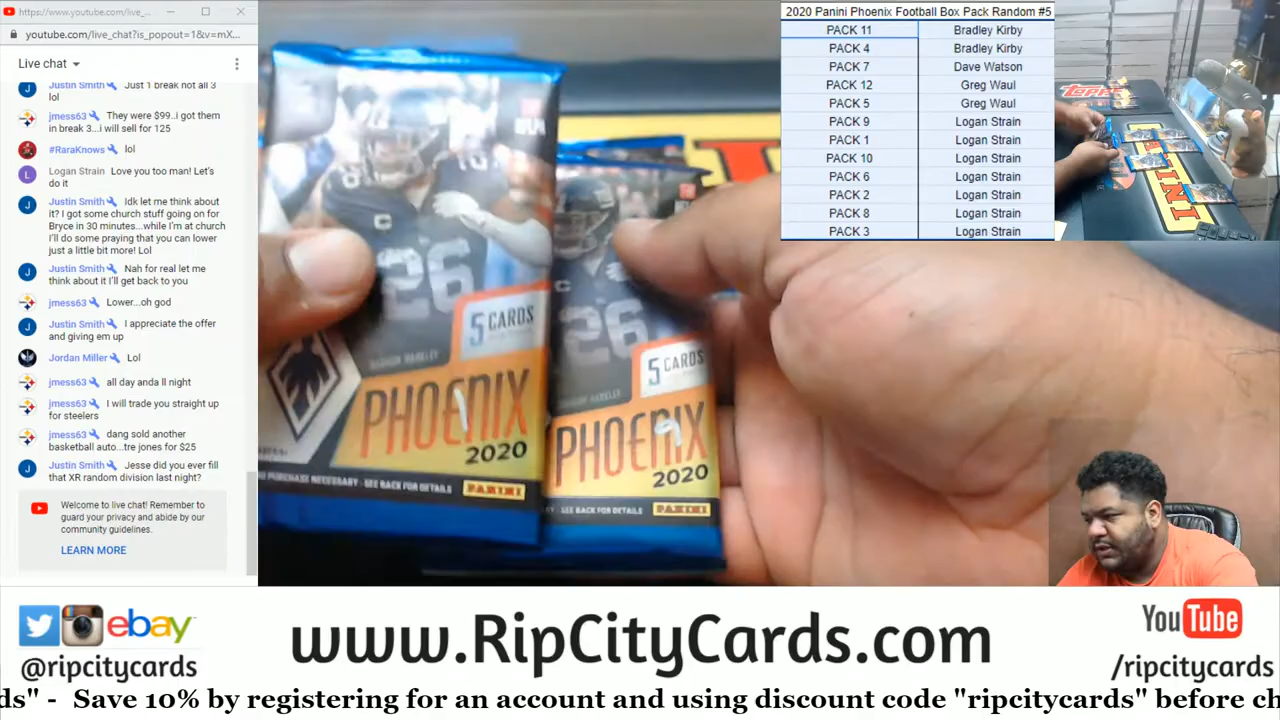 https://www.youtube.com/live_...
youtube.com/live_chat?is_popout=1&v=mX...
Live chat
Justin Smith Just 1 break not all 3
lol
jmess63 They were $99..i got them
in break 3...i will sell for 125
#RaraKnows lol
Logan Strain Love you too man! Let's
do it
Justin Smith Idk let me think about
it? I got some church stuff going on for
Bryce in 30 minutes...while I'm at church
I'll do some praying that you can lower
just a little bit more! Lol
Justin Smith Nah for real let me
think about it I'll get back to you
jmess63 Lower...oh god
Justin Smith I appreciate the offer
and giving em up
Jordan Miller Lol
jmess63 all day anda ll night
jmess63 I will trade you straight up
for steelers
jmess63 dang sold another
basketball auto...tre jones for $25
Justin Smith Jesse did you ever fill
that XR random division last night?
Welcome to live chat! Remember to
guard your privacy and abide by our
community guidelines.
LEARN MORE
2020 Panini Phoenix Football Box Pack Random #5
PACK 11 Bradley Kirby
PACK 4 Bradley Kirby
PACK 7 Dave Watson
PACK 12 Greg Waul
PACK 5 Greg Waul
PACK 9 Logan Strain
PACK 1 Logan Strain
PACK 10 Logan Strain
PACK 6 Logan Strain
PACK 2 Logan Strain
PACK 8 Logan Strain
PACK 3 Logan Strain
TOPPS
C
26
5 CARDS
PHOENIX
1
2020
SEE BACK FOR DETAILS
PANINI
C
26
5 CARDS
PHOENIX
9
2020
SEE BACK FOR DETAILS
PANINI
ebay
@ripcitycards
www.RipCityCards.com
YouTube
/ripcitycards
ds" - Save 10% by registering for an account and using discount code "ripcitycards" before ch